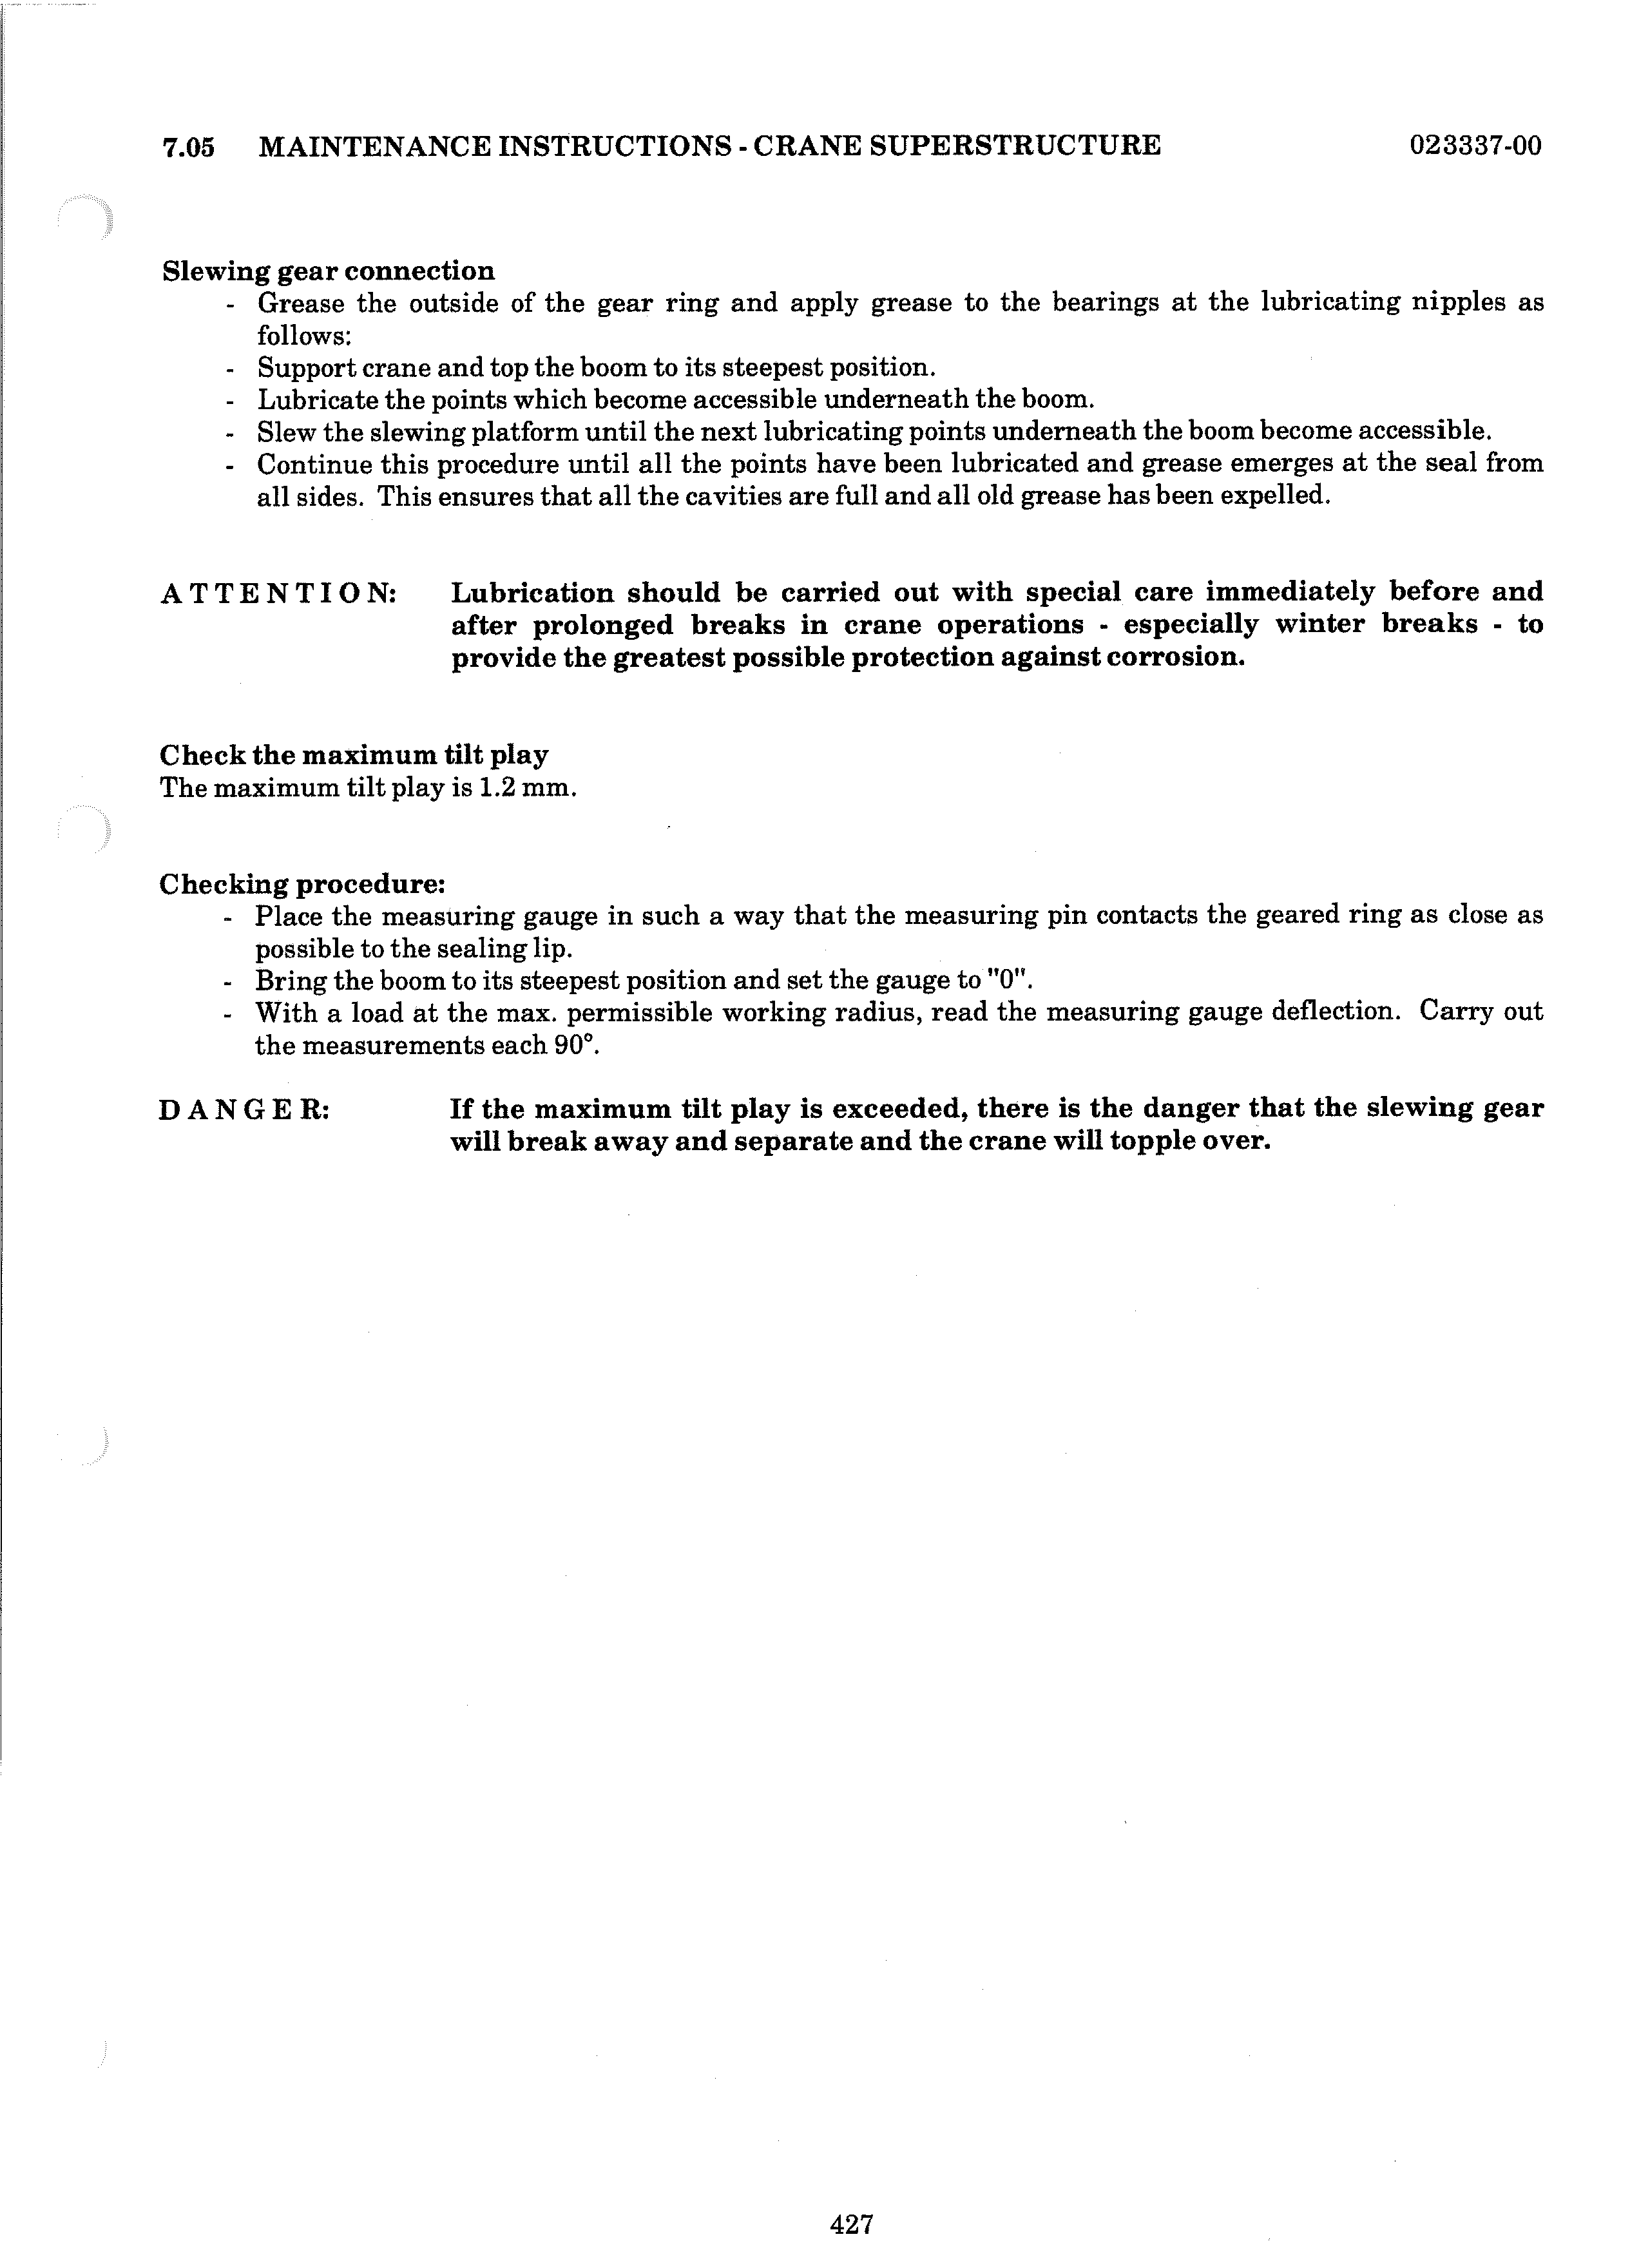 7.05 MAINTENANCE INSTRUCTIONS - CRANE SUPERSTRUCTURE 023337-00
Slewing gear connection
- Grease the outside of the gear ring and apply grease to the bearings at the lubricating nipples as
follows:
- Support crane and top the boom to its steepest position.
- Lubricate the points which become accessible underneath the boom.
- Slew the slewing platform until the next lubricating points underneath the boom become accessible.
- Continue this procedure until all the points have been lubricated and grease emerges at the seal from
all sides. This ensures that all the cavities are full and all old grease has been expelled.
A T T E N T I O N: Lubrication should be carried out with special care immediately before and
after prolonged breaks in crane operations - especially winter breaks - to
provide the greatest possible protection against corrosion.
Check the maximum tilt play
The maximum tilt play is 1.2 mm.
Checking procedure:
- Place the measuring gauge in such a way that the measuring pin contacts the geared ring as close as
possible to the sealing lip.
- Bring the boom to its steepest position and set the gauge to "0".
- With a load at the max. permissible working radius, read the measuring gauge deflection. Carry out
the measurements each 90°.
D A N G E R: If the maximum tilt play is exceeded, there is the danger that the slewing gear
will break away and separate and the crane will topple over.
427